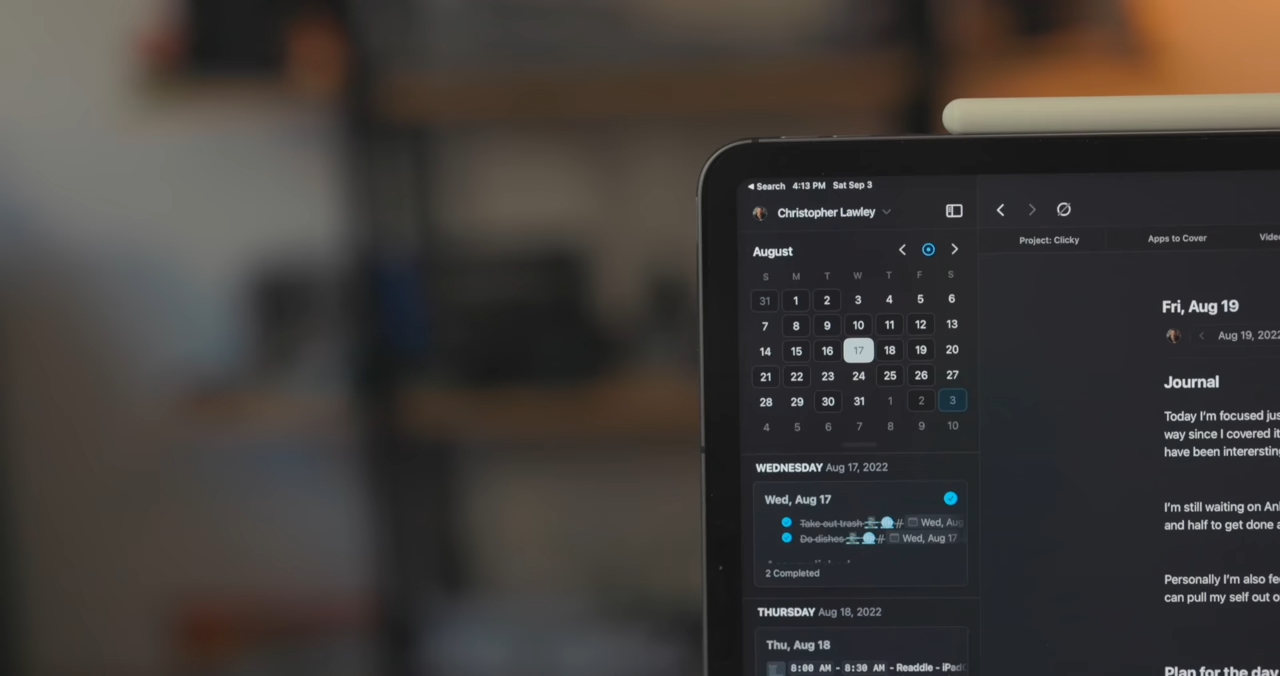 ◀ Search 4:13 PM Sat Sep 3
Christopher Lawley
August
S M T W T F S
31 1 2 3 4 5 6
7 8 9 10 11 12 13
14 15 16 17 18 19 20
21 22 23 24 25 26 27
28 29 30 31 1 2 3
4 5 6 7 8 9 10
WEDNESDAY Aug 17, 2022
Wed, Aug 17
Take out trash # Wed, Aug
Do dishes # Wed, Aug 17
2 Completed
THURSDAY Aug 18, 2022
Thu, Aug 18
8:00 AM - 8:30 AM - Readdle - iPad
Project: Clicky Apps to Cover Vide
Fri, Aug 19
Aug 19, 2022
Journal
Today I'm focused jus
way since I covered it
have been interersting
I'm still waiting on An
and half to get done a
Personally I'm also fe
can pull my self out o
Plan for the day